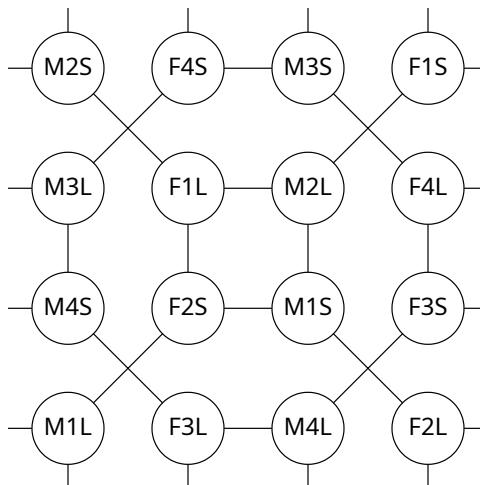 M2S F4S M3S F1S
M3L F1L M2L F4L
M4S F2S M1S F3S
M1L F3L M4L F2L